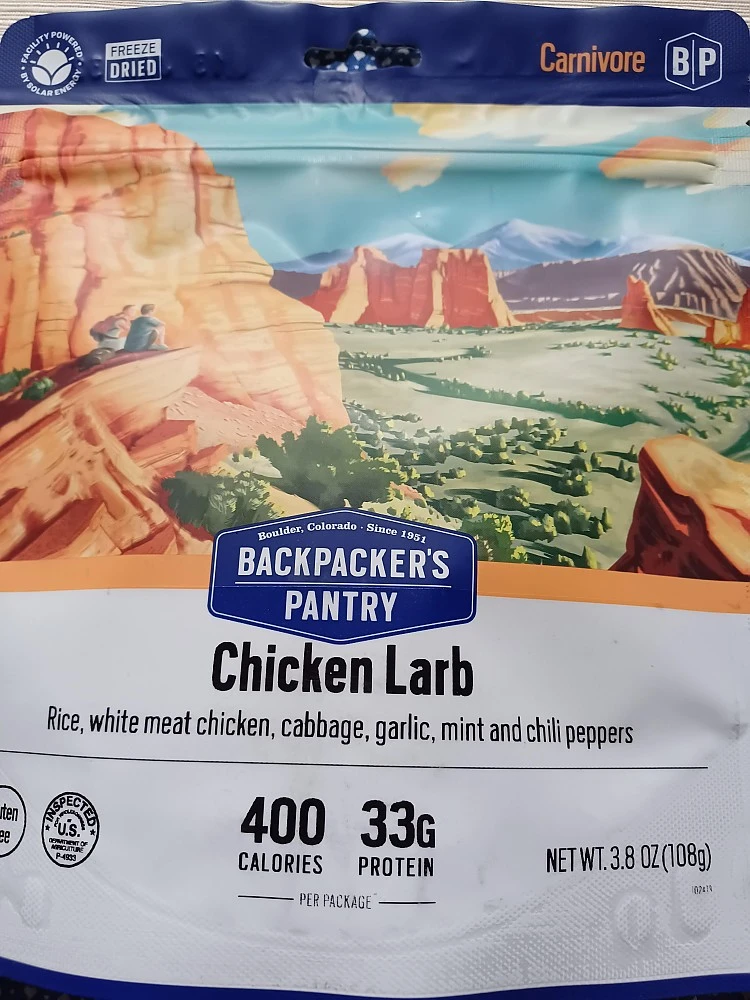 FACILITY POWERED
BY SOLAR ENERGY
FREEZE
DRIED
Carnivore
B|P
Boulder, Colorado · Since 1951
BACKPACKER'S
PANTRY
Chicken Larb
Rice, white meat chicken, cabbage, garlic, mint and chili peppers
uten
ee
INSPECTED
U.S.
DEPARTMENT OF
AGRICULTURE
P-4933
400 33G
CALORIES PROTEIN
PER PACKAGE
NET WT. 3.8 OZ (108g)